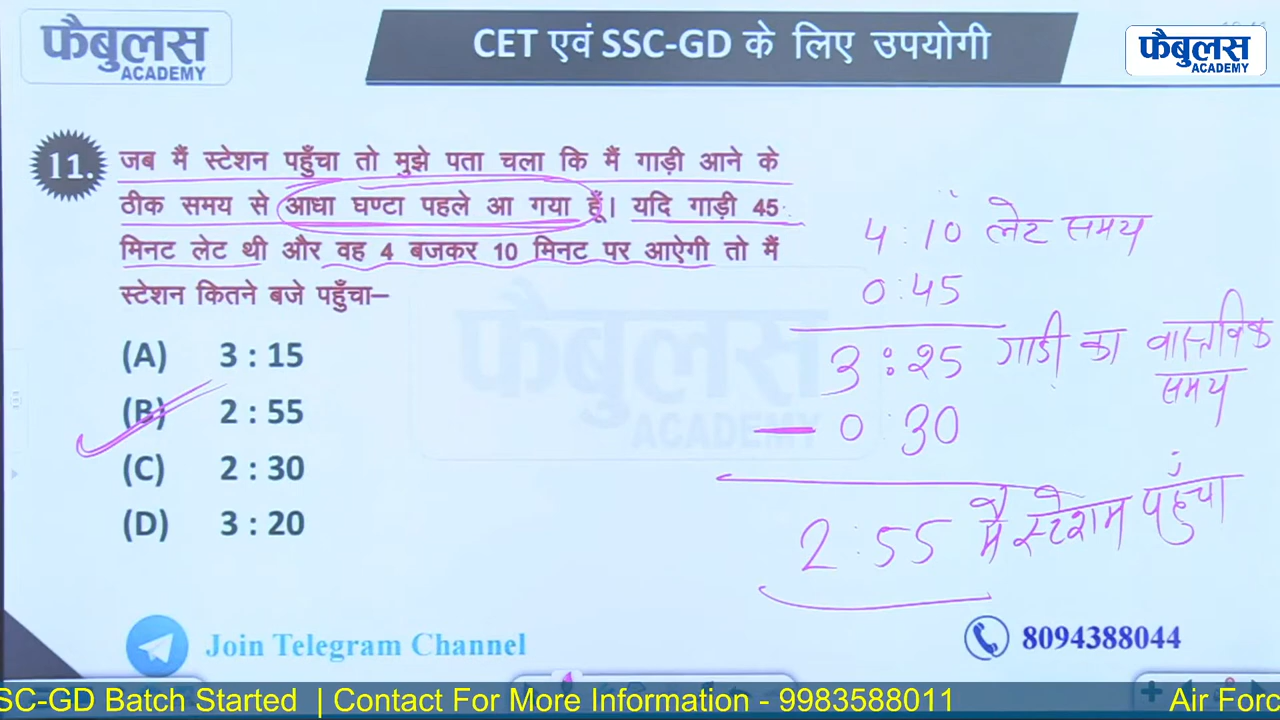 फैबुलस
ACADEMY
CET एवं SSC-GD के लिए उपयोगी
फैबुलस
ACADEMY
11. जब मैं स्टेशन पहुँचा तो मुझे पता चला कि मैं गाड़ी आने के
ठीक समय से आधा घण्टा पहले आ गया हूँ। यदि गाड़ी 45
मिनट लेट थी और वह 4 बजकर 10 मिनट पर आऐगी तो मैं
स्टेशन कितने बजे पहुँचा–
(A) 3 : 15
(B) 2 : 55
(C) 2 : 30
(D) 3 : 20
4:10 लेट समय
0:45
3:25 गाडी का वास्तविक
समय
— 0:30
2:55 मै स्टेशन पहुंचा
फैबुलस
ACADEMY
Join Telegram Channel
8094388044
SC-GD Batch Started | Contact For More Information - 9983588011
Air Forc